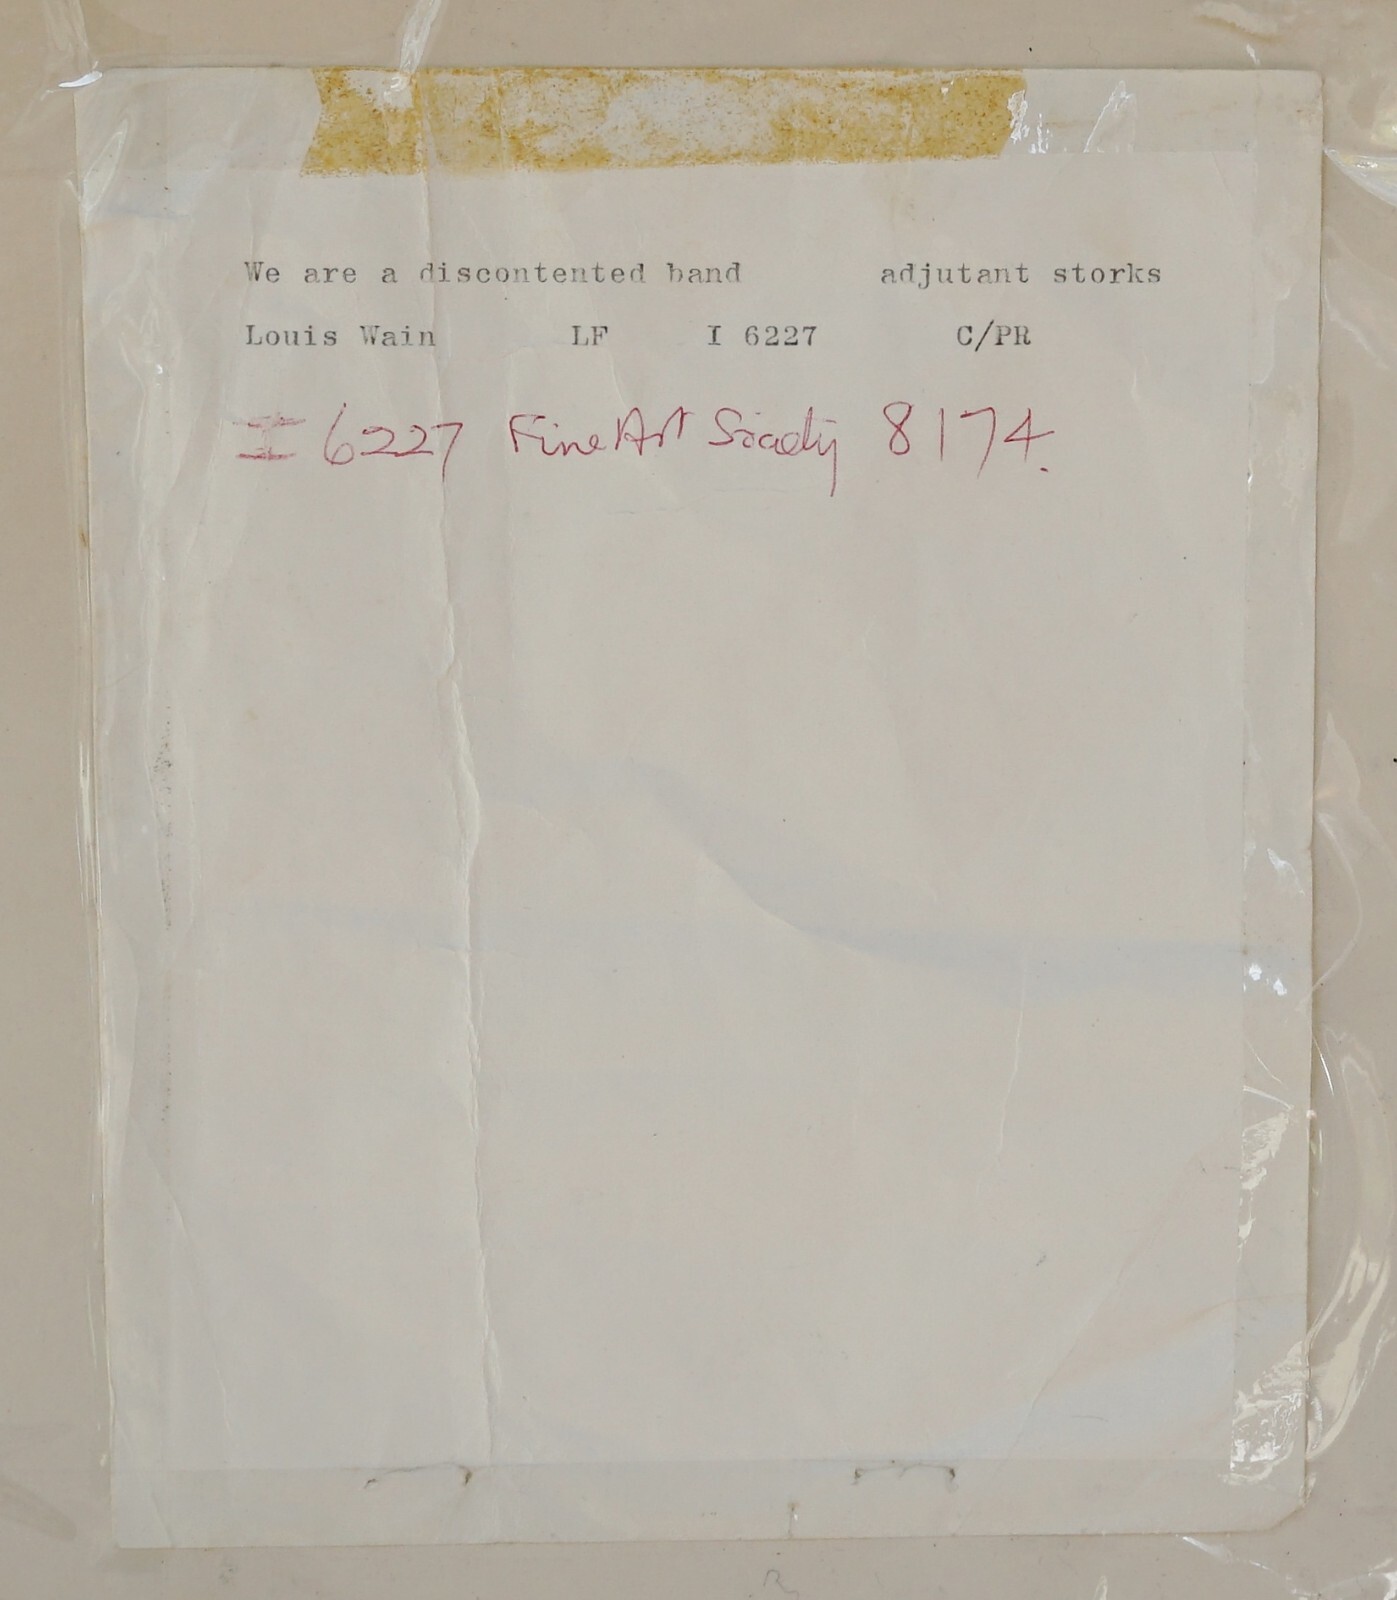 We are a discontented band adjutant storks
Louis Wain LF I 6227 C/PR
I 6227 Fine Art Society 8174.